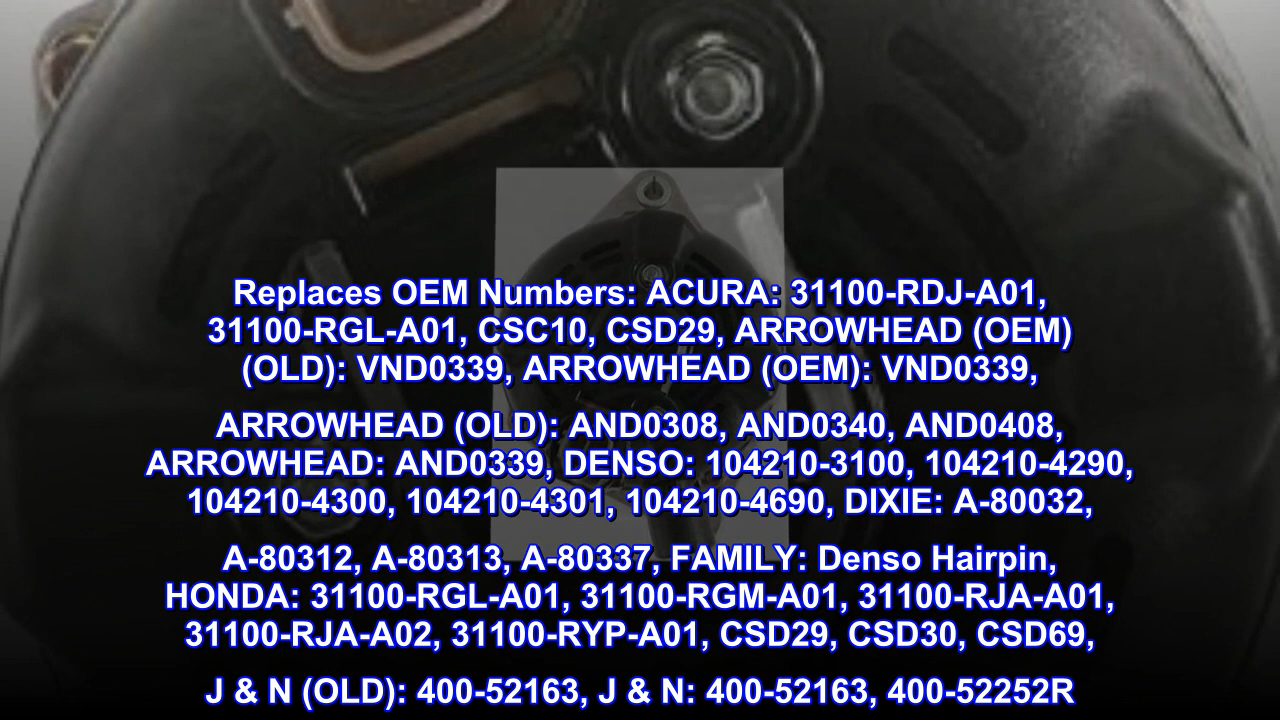 Replaces OEM Numbers: ACURA: 31100-RDJ-A01,
31100-RGL-A01, CSC10, CSD29, ARROWHEAD (OEM)
(OLD): VND0339, ARROWHEAD (OEM): VND0339,
ARROWHEAD (OLD): AND0308, AND0340, AND0408,
ARROWHEAD: AND0339, DENSO: 104210-3100, 104210-4290,
104210-4300, 104210-4301, 104210-4690, DIXIE: A-80032,
A-80312, A-80313, A-80337, FAMILY: Denso Hairpin,
HONDA: 31100-RGL-A01, 31100-RGM-A01, 31100-RJA-A01,
31100-RJA-A02, 31100-RYP-A01, CSD29, CSD30, CSD69,
J & N (OLD): 400-52163, J & N: 400-52163, 400-52252R